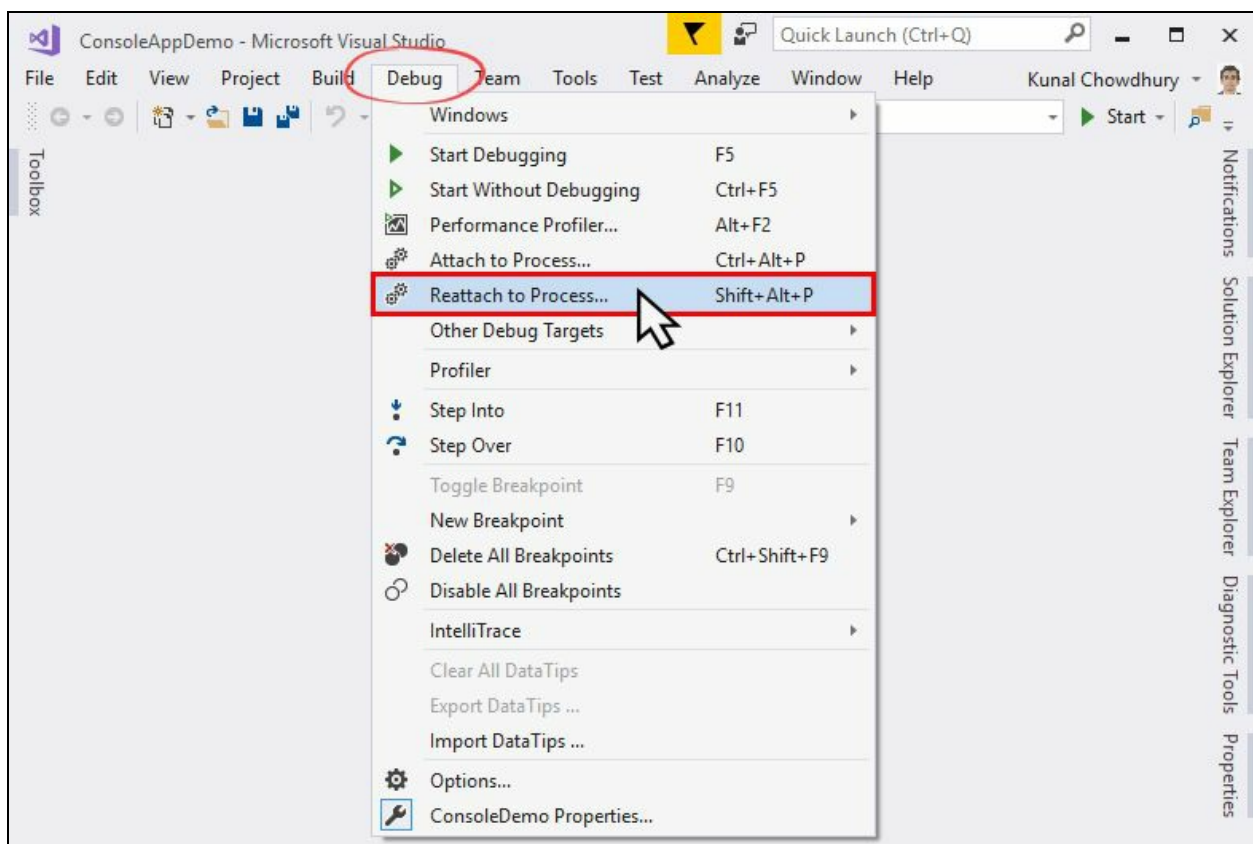 ConsoleAppDemo - Microsoft Visual Studio
Quick Launch (Ctrl+Q)
File Edit View Project Build Debug Team Tools Test Analyze Window Help Kunal Chowdhury
Start
Toolbox
Windows
Start Debugging F5
Start Without Debugging Ctrl+F5
Performance Profiler... Alt+F2
Attach to Process... Ctrl+Alt+P
Reattach to Process... Shift+Alt+P
Other Debug Targets
Profiler
Step Into F11
Step Over F10
Toggle Breakpoint F9
New Breakpoint
Delete All Breakpoints Ctrl+Shift+F9
Disable All Breakpoints
IntelliTrace
Clear All DataTips
Export DataTips ...
Import DataTips ...
Options...
ConsoleDemo Properties...
Notifications
Solution Explorer
Team Explorer
Diagnostic Tools
Properties